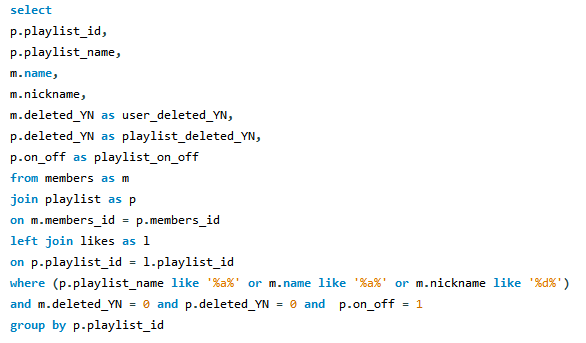 select
p.playlist_id,
p.playlist_name,
m.name,
m.nickname,
m.deleted_YN as user_deleted_YN,
p.deleted_YN as playlist_deleted_YN,
p.on_off as playlist_on_off
from members as m
join playlist as p
on m.members_id = p.members_id
left join likes as l
on p.playlist_id = l.playlist_id
where (p.playlist_name like '%a%' or m.name like '%a%' or m.nickname like '%d%')
and m.deleted_YN = 0 and p.deleted_YN = 0 and  p.on_off = 1
group by p.playlist_id